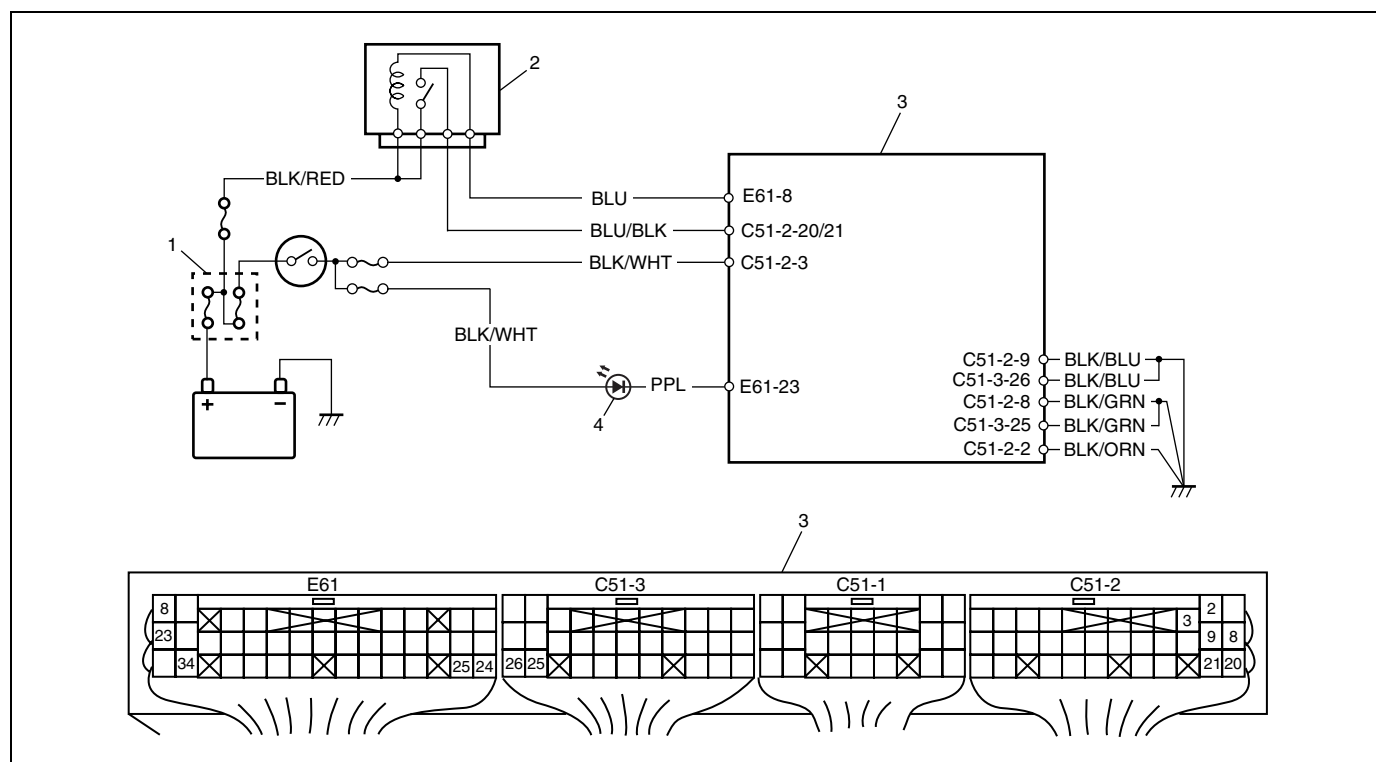 2
3
BLK/RED
BLU
E61-8
BLU/BLK
C51-2-20/21
1
BLK/WHT
C51-2-3
BLK/WHT
C51-2-9
BLK/BLU
PPL
E61-23
C51-3-26
BLK/BLU
+
–
C51-2-8
BLK/GRN
4
C51-3-25
BLK/GRN
C51-2-2
BLK/ORN
3
E61
C51-3
C51-1
C51-2
8
2
3
23
9
8
34
25
24
26
25
21
20